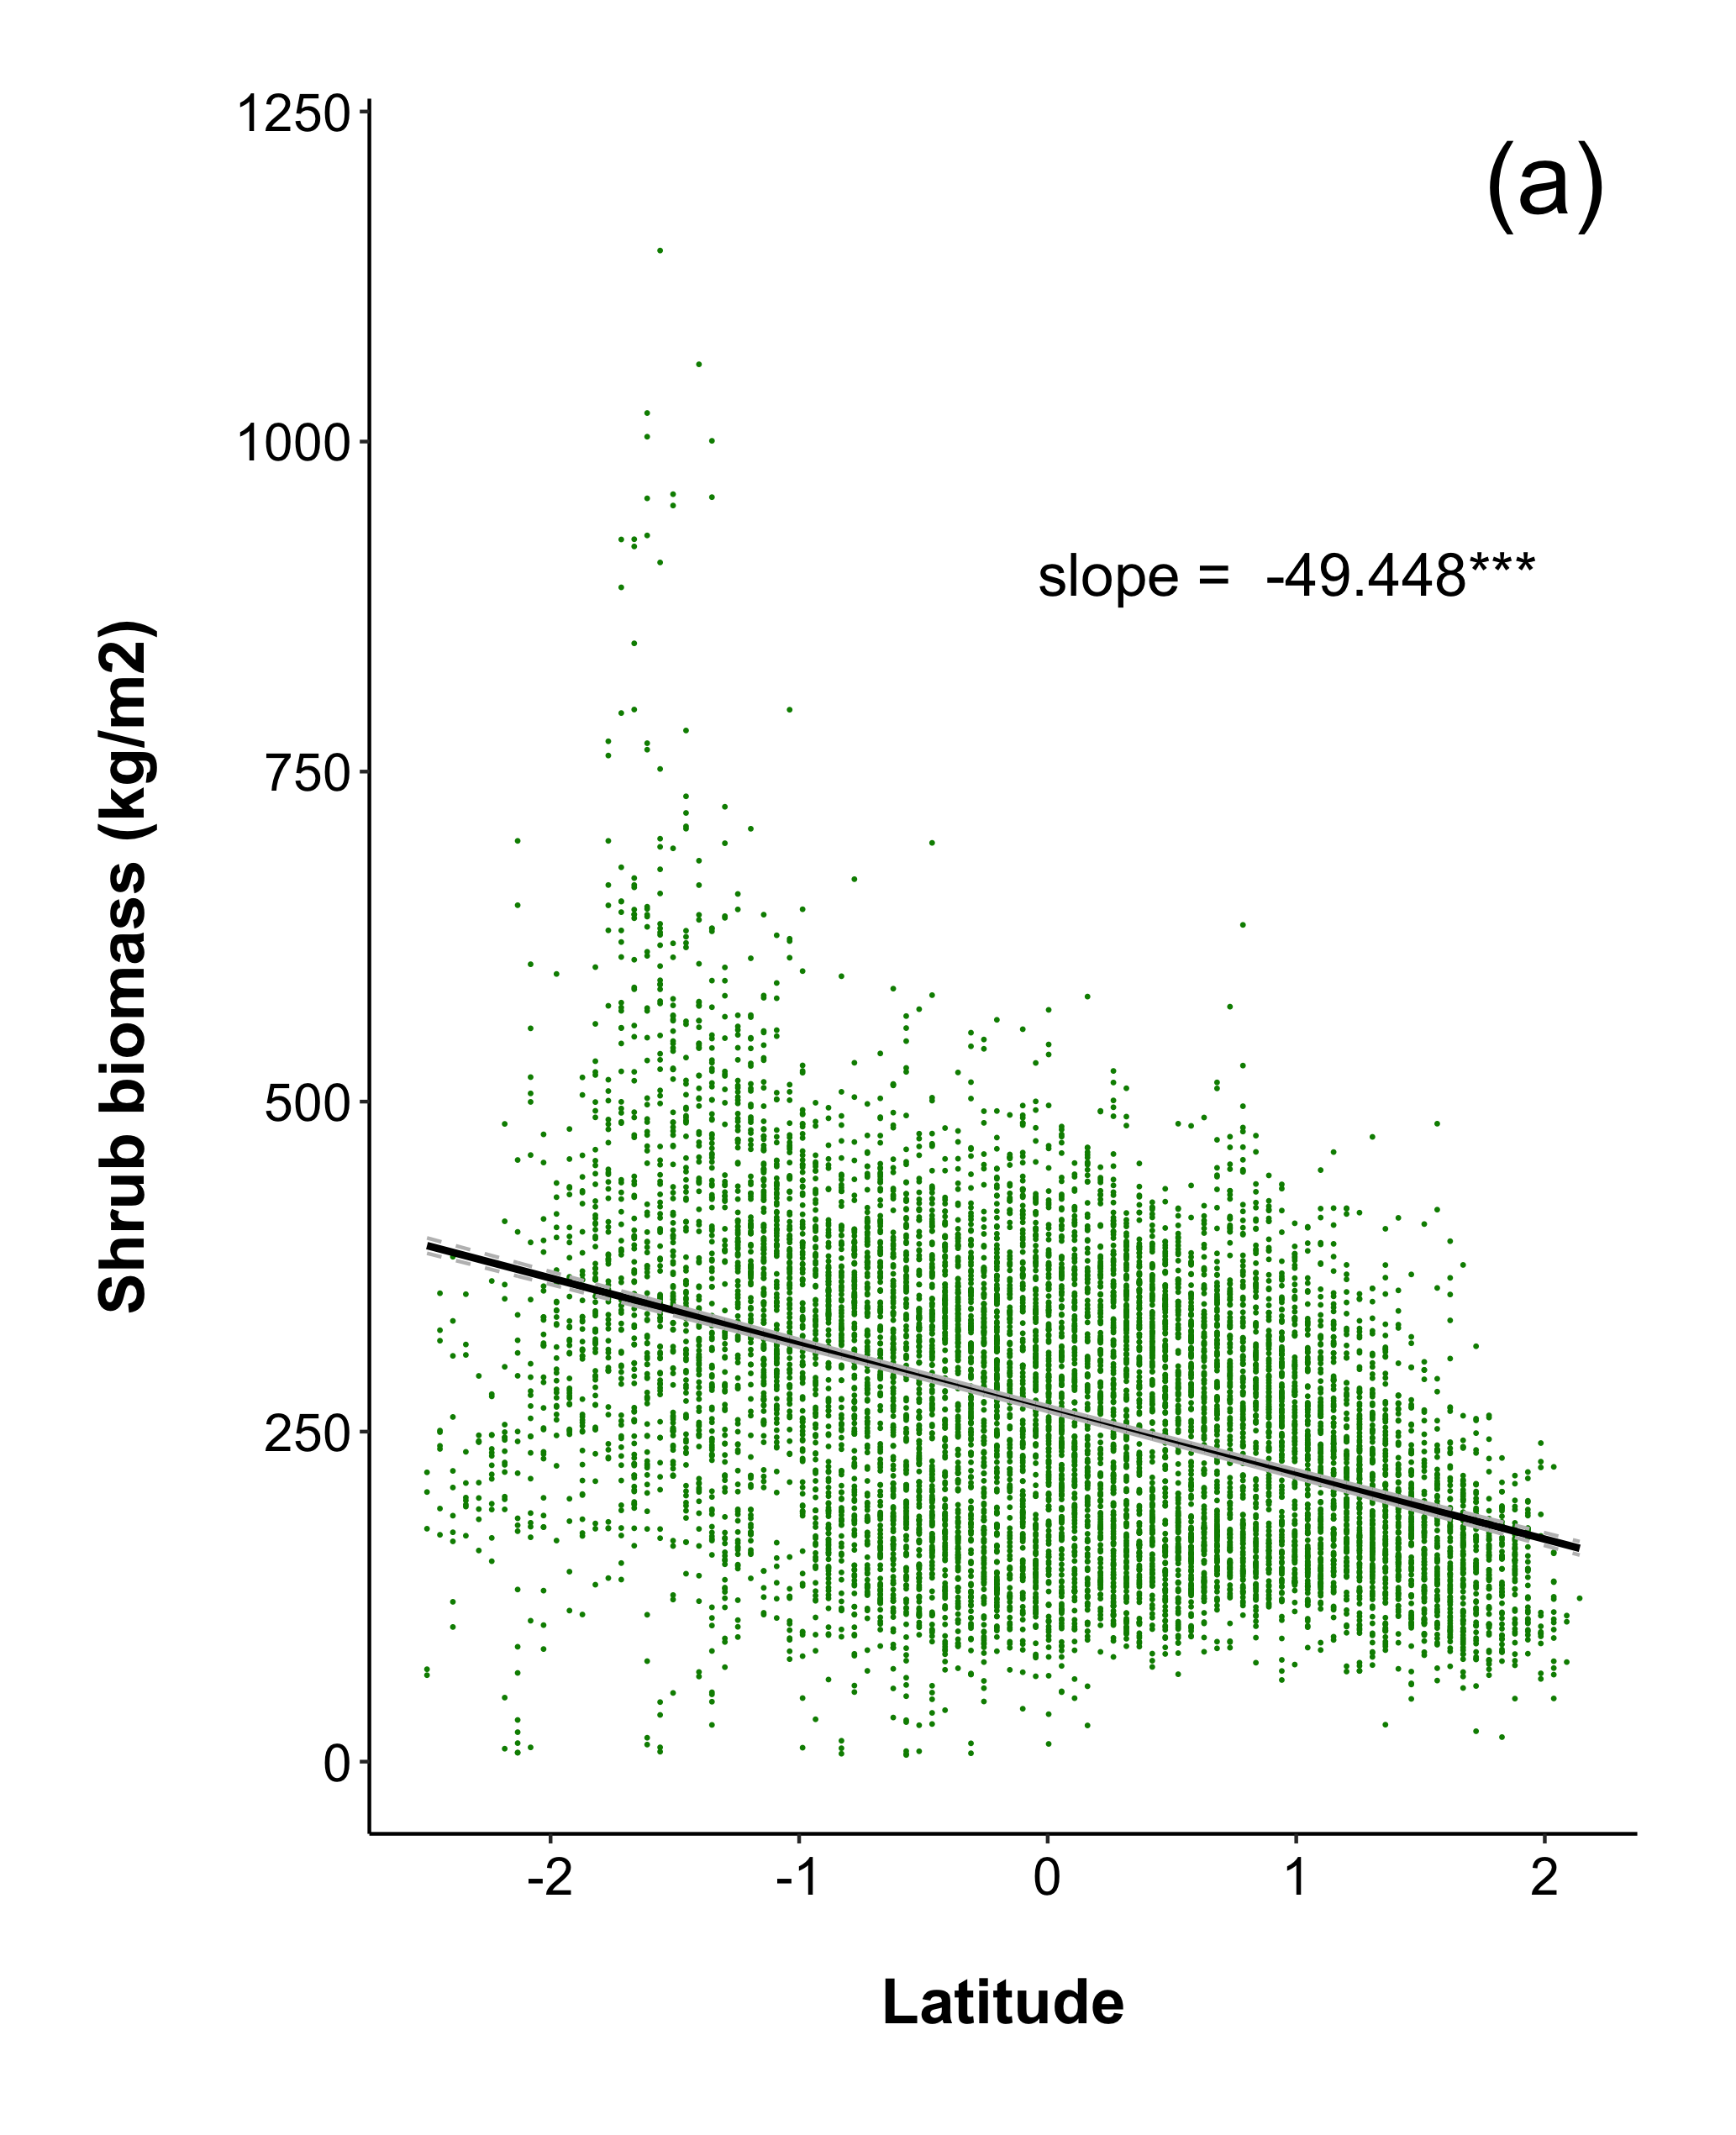 1250
(a)
1000
slope =  -49.448***
750
Shrub biomass (kg/m2)
500
250
0
-2
-1
0
1
2
Latitude